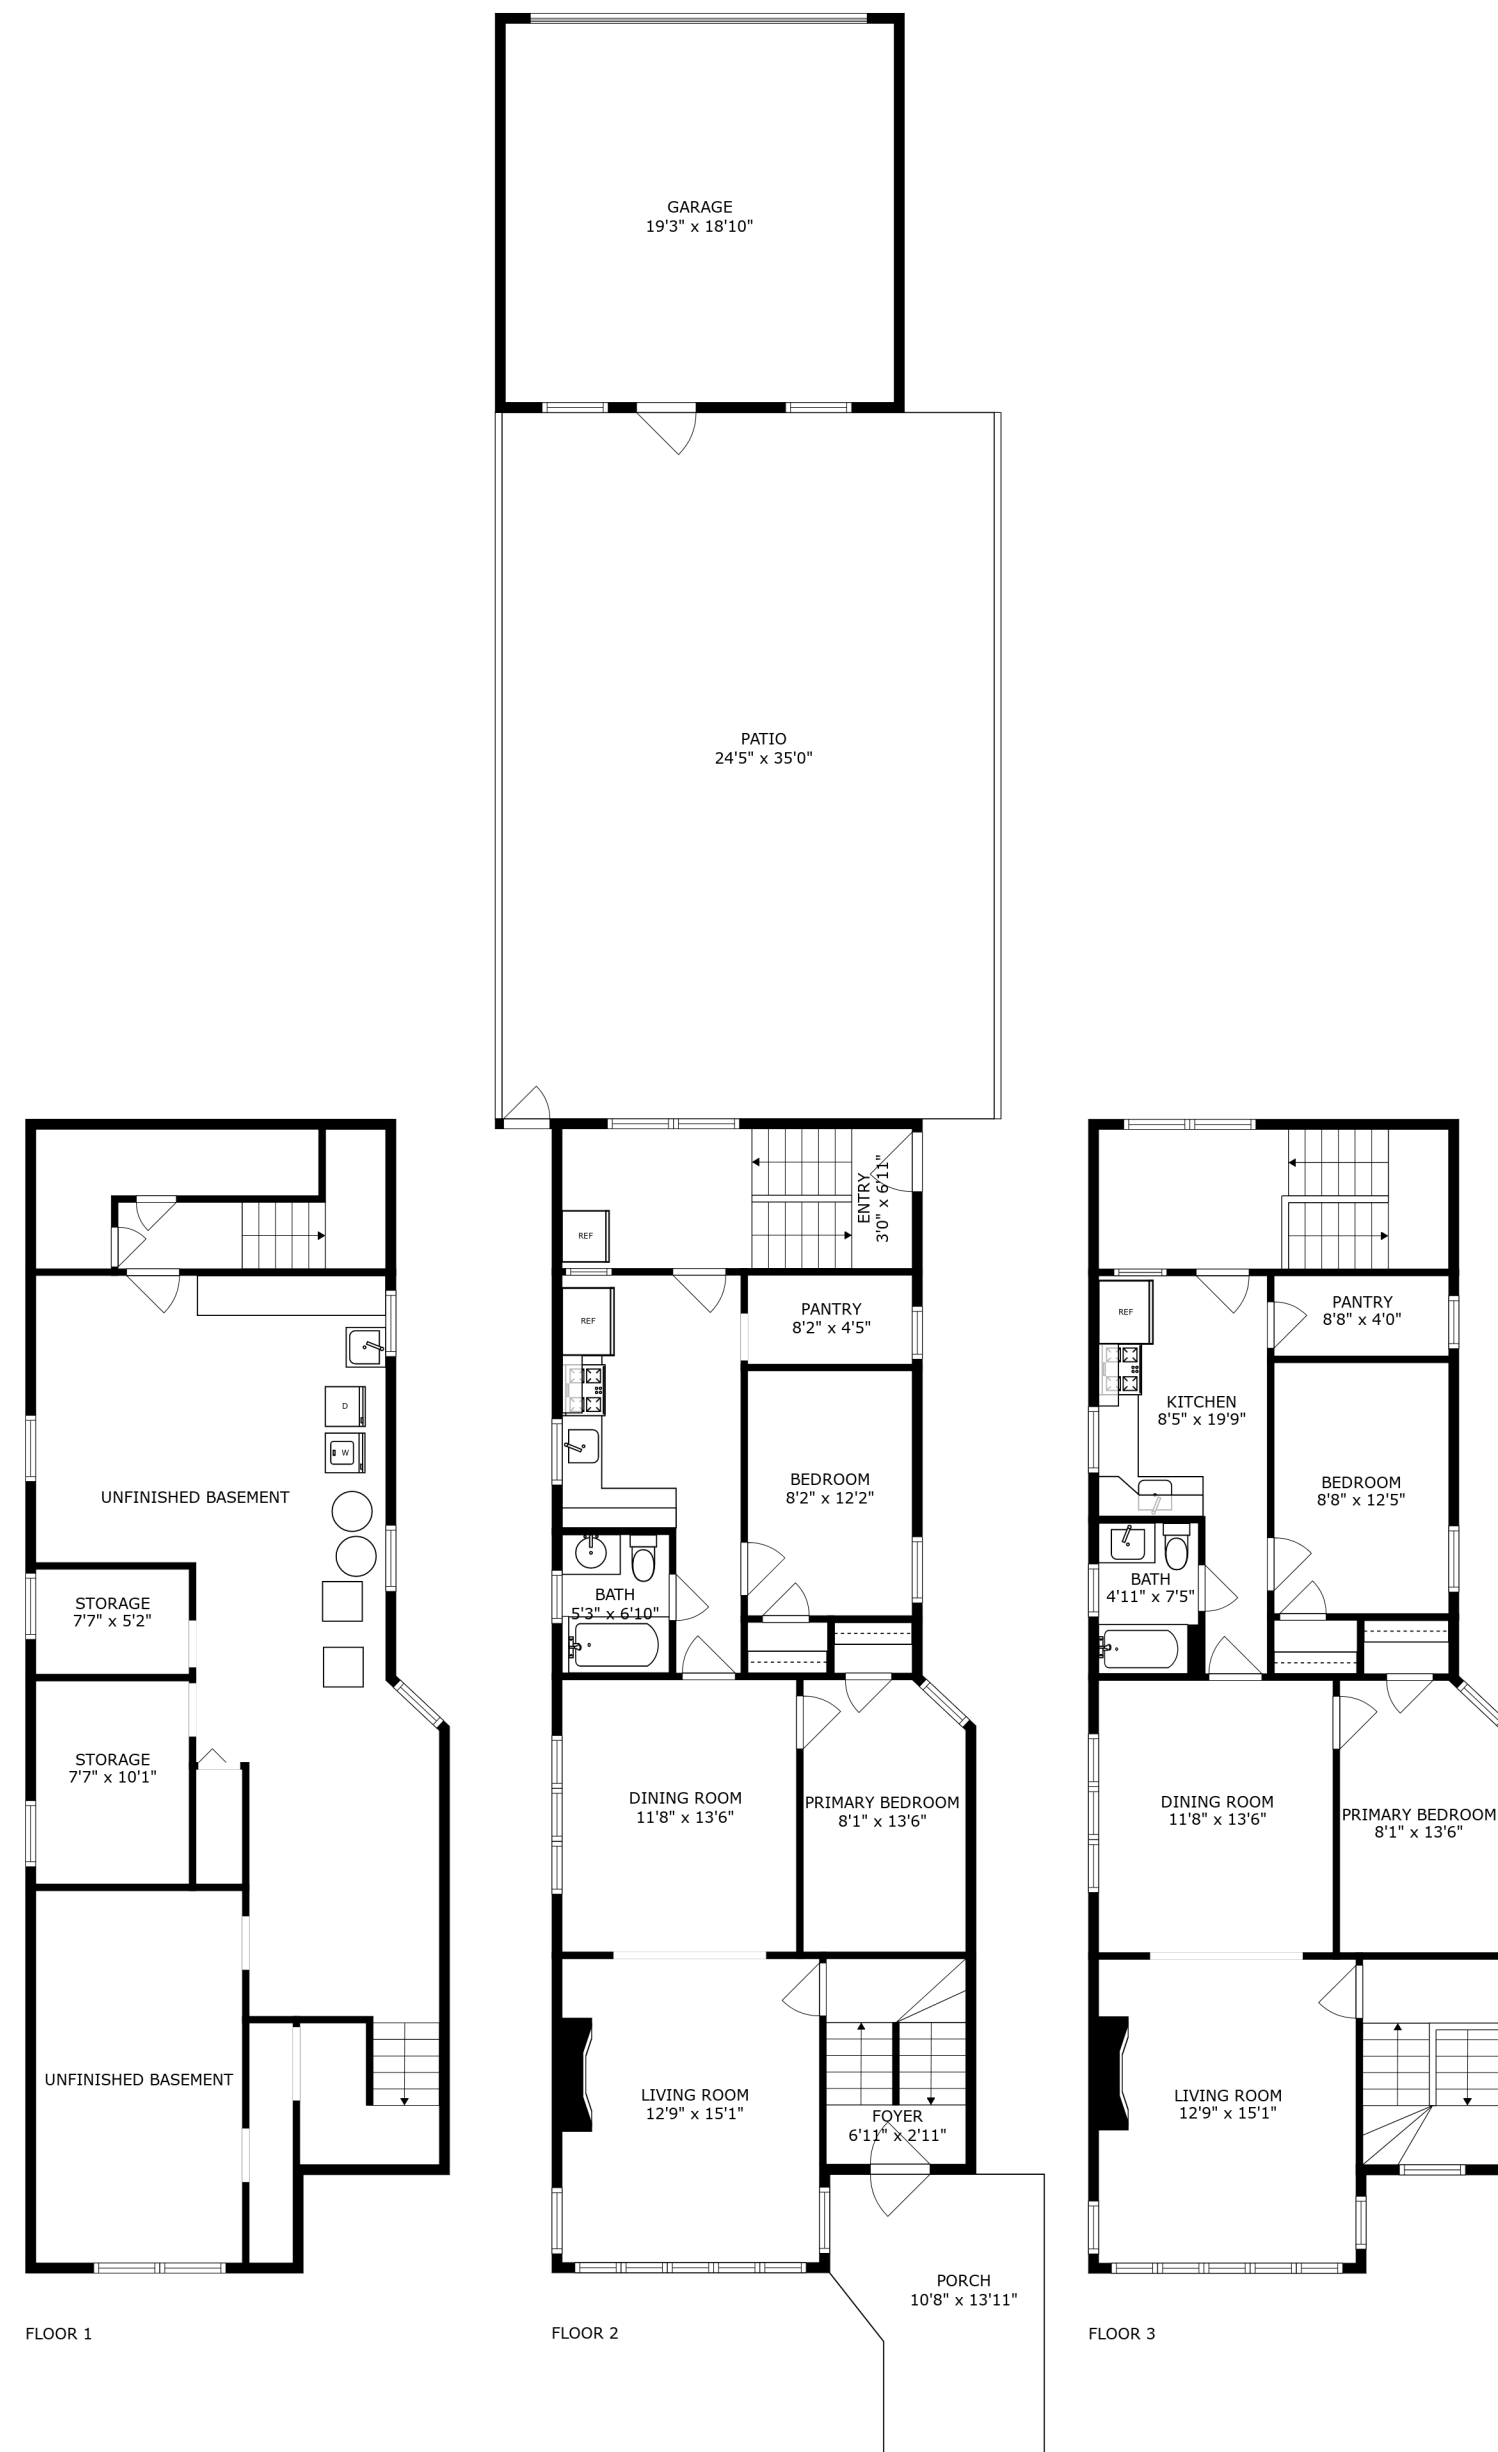 GARAGE
19'3" x 18'10"
PATIO
24'5" x 35'0"
UNFINISHED BASEMENT
D
W
STORAGE
7'7" x 5'2"
STORAGE
7'7" x 10'1"
UNFINISHED BASEMENT
FLOOR 1
ENTRY
3'0" x 6'11"
REF
REF
PANTRY
8'2" x 4'5"
BEDROOM
8'2" x 12'2"
BATH
5'3" x 6'10"
DINING ROOM
11'8" x 13'6"
PRIMARY BEDROOM
8'1" x 13'6"
LIVING ROOM
12'9" x 15'1"
FOYER
6'11" x 2'11"
PORCH
10'8" x 13'11"
FLOOR 2
REF
PANTRY
8'8" x 4'0"
KITCHEN
8'5" x 19'9"
BEDROOM
8'8" x 12'5"
BATH
4'11" x 7'5"
DINING ROOM
11'8" x 13'6"
PRIMARY BEDROOM
8'1" x 13'6"
LIVING ROOM
12'9" x 15'1"
FLOOR 3